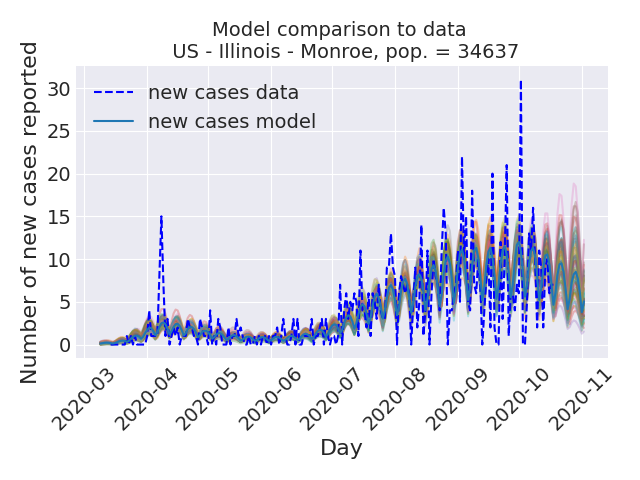 Model comparison to data
US - Illinois - Monroe, pop. = 34637
Number of new cases reported
30
25
20
15
10
5
0
new cases data
new cases model
2020-03
2020-04
2020-05
2020-06
2020-07
2020-08
2020-09
2020-10
2020-11
Day